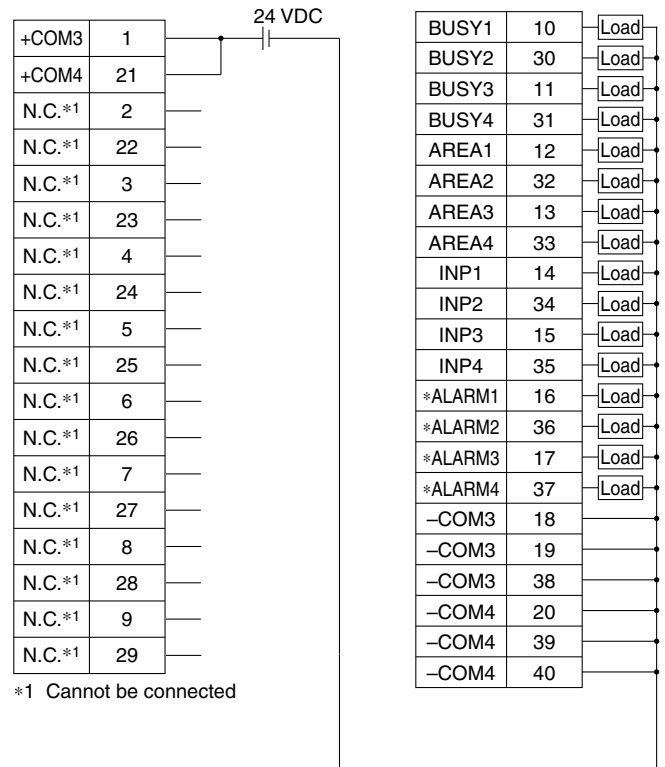 24 VDC
+COM3 1
+COM4 21
N.C.*1 2
N.C.*1 22
N.C.*1 3
N.C.*1 23
N.C.*1 4
N.C.*1 24
N.C.*1 5
N.C.*1 25
N.C.*1 6
N.C.*1 26
N.C.*1 7
N.C.*1 27
N.C.*1 8
N.C.*1 28
N.C.*1 9
N.C.*1 29
*1 Cannot be connected
BUSY1 10 Load
BUSY2 30 Load
BUSY3 11 Load
BUSY4 31 Load
AREA1 12 Load
AREA2 32 Load
AREA3 13 Load
AREA4 33 Load
INP1 14 Load
INP2 34 Load
INP3 15 Load
INP4 35 Load
*ALARM1 16 Load
*ALARM2 36 Load
*ALARM3 17 Load
*ALARM4 37 Load
–COM3 18
–COM3 19
–COM3 38
–COM4 20
–COM4 39
–COM4 40